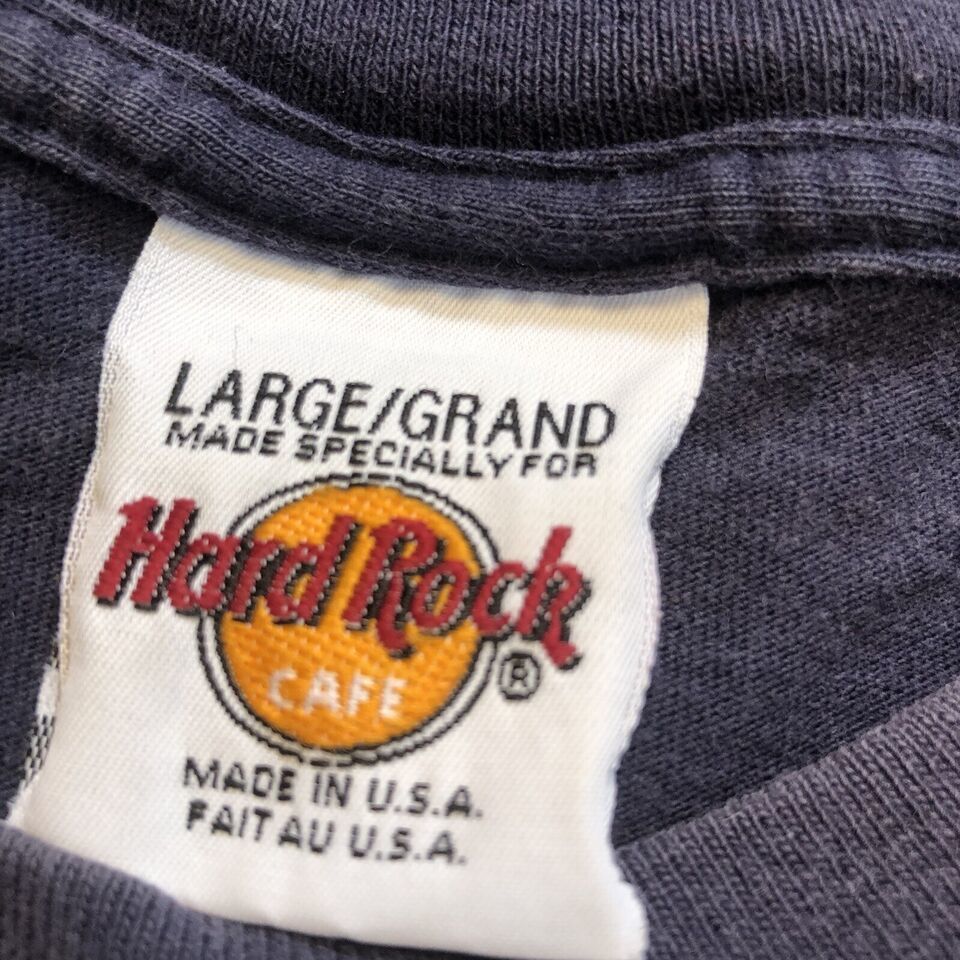 LARGE/GRAND
MADE SPECIALLY FOR
Hard Rock
CAFE
®
MADE IN U.S.A.
FAIT AU U.S.A.